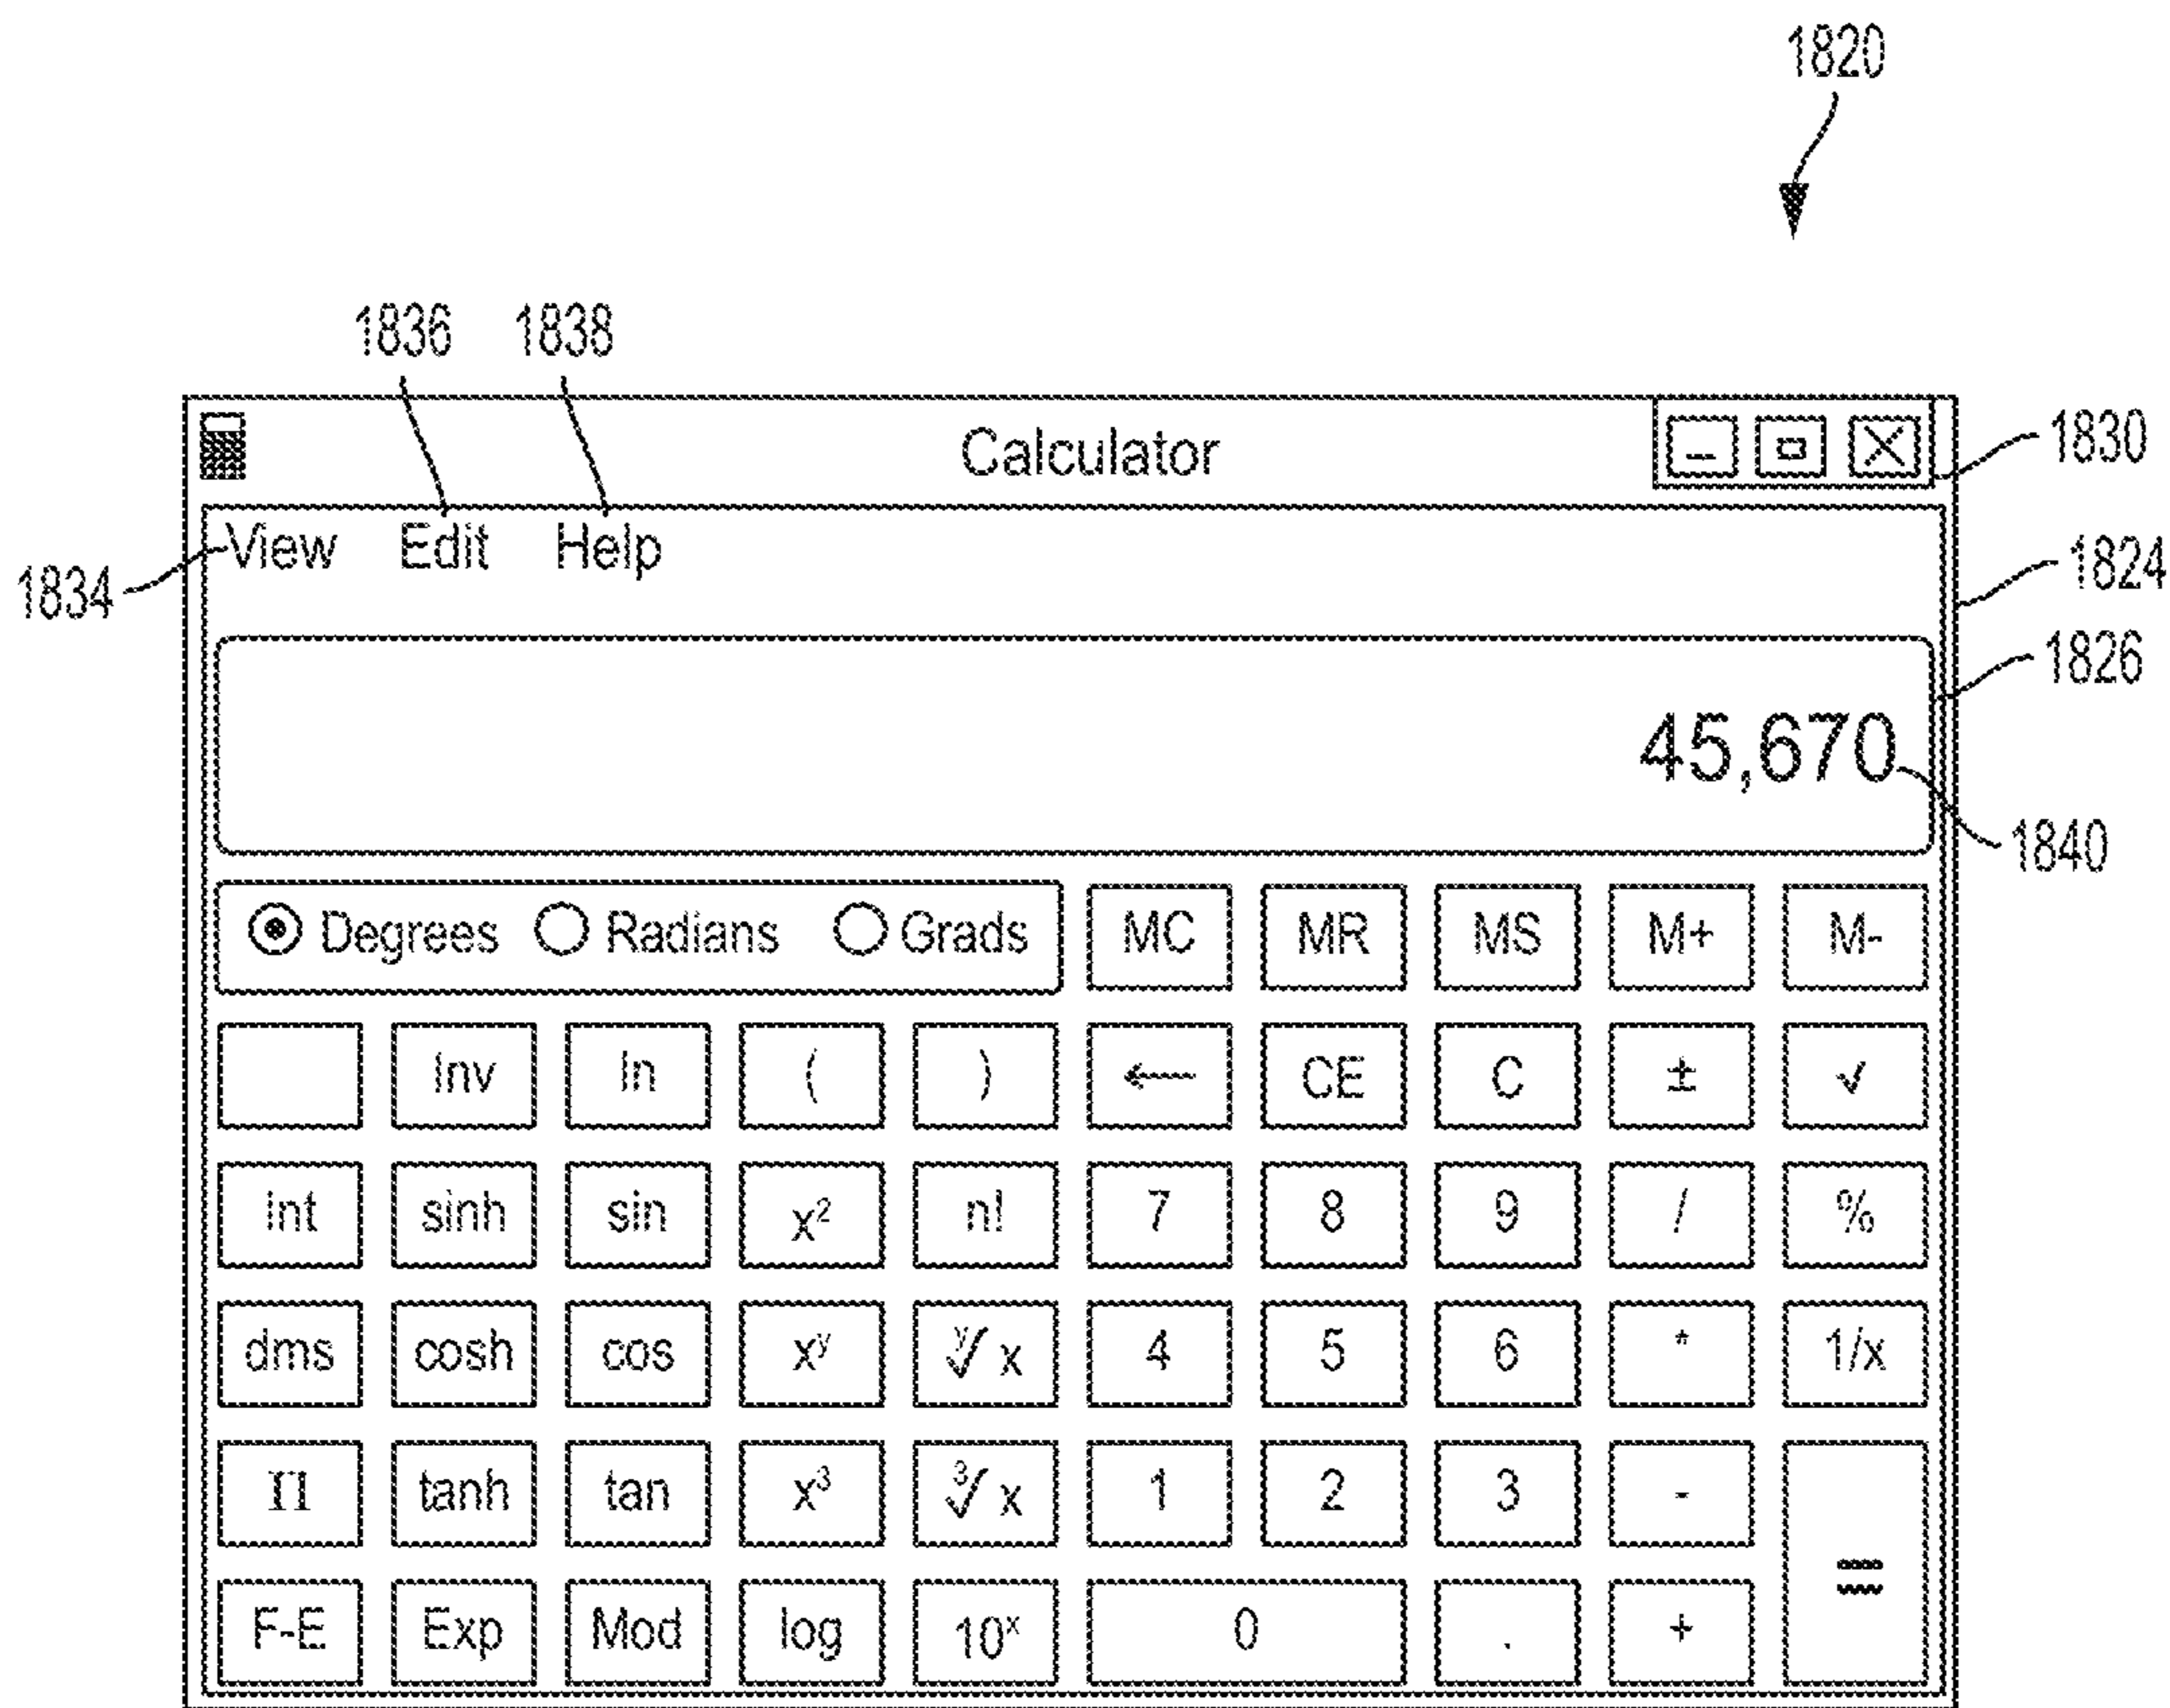 1820
1836 1838
Calculator
1830
View Edit Help
1834
1824
1826
45,670
1840
Degrees Radians Grads MC MR MS M+ M-
Inv ln ( ) ← CE C ± √
Int sinh sin x² n! 7 8 9 / %
dms cosh cos xʸ ʸ√x 4 5 6 * 1/x
Π tanh tan x³ ³√x 1 2 3 - =
F-E Exp Mod log 10ˣ 0 . +